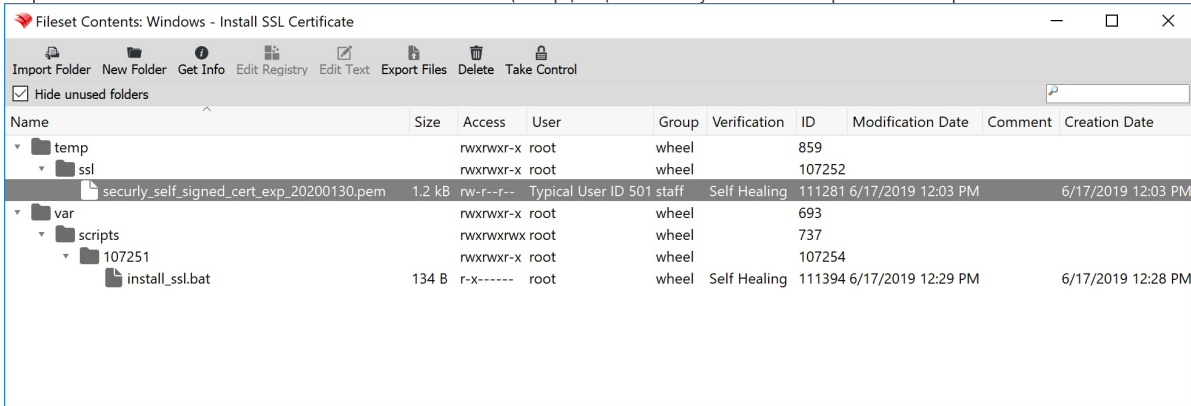 Fileset Contents: Windows - Install SSL Certificate
Import Folder New Folder Get Info Edit Registry Edit Text Export Files Delete Take Control
Hide unused folders
Name Size Access User Group Verification ID Modification Date Comment Creation Date
temp rwxrwxr-x root wheel 859
ssl rwxrwxr-x root wheel 107252
securly_self_signed_cert_exp_20200130.pem 1.2 kB rw-r--r-- Typical User ID 501 staff Self Healing 111281 6/17/2019 12:03 PM 6/17/2019 12:03 PM
var rwxrwxr-x root wheel 693
scripts rwxrwxrwx root wheel 737
107251 rwxrwxr-x root wheel 107254
install_ssl.bat 134 B r-x------ root wheel Self Healing 111394 6/17/2019 12:29 PM 6/17/2019 12:28 PM